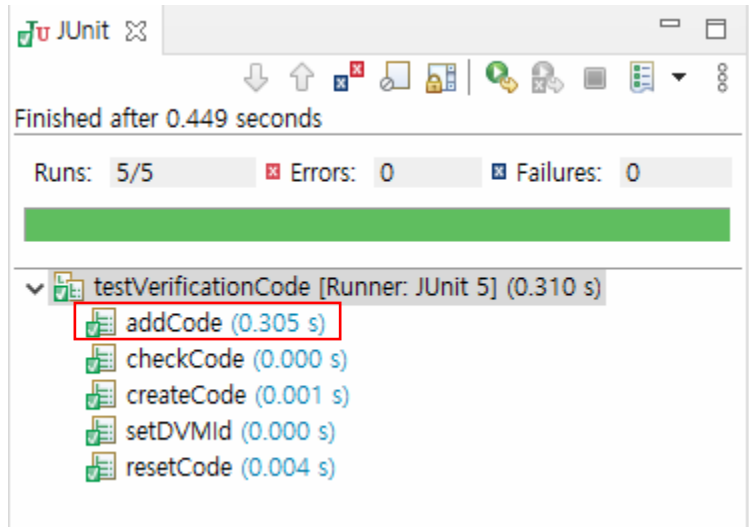 JUnit
Finished after 0.449 seconds
Runs: 5/5 Errors: 0 Failures: 0
testVerificationCode [Runner: JUnit 5] (0.310 s)
addCode (0.305 s)
checkCode (0.000 s)
createCode (0.001 s)
setDVMId (0.000 s)
resetCode (0.004 s)